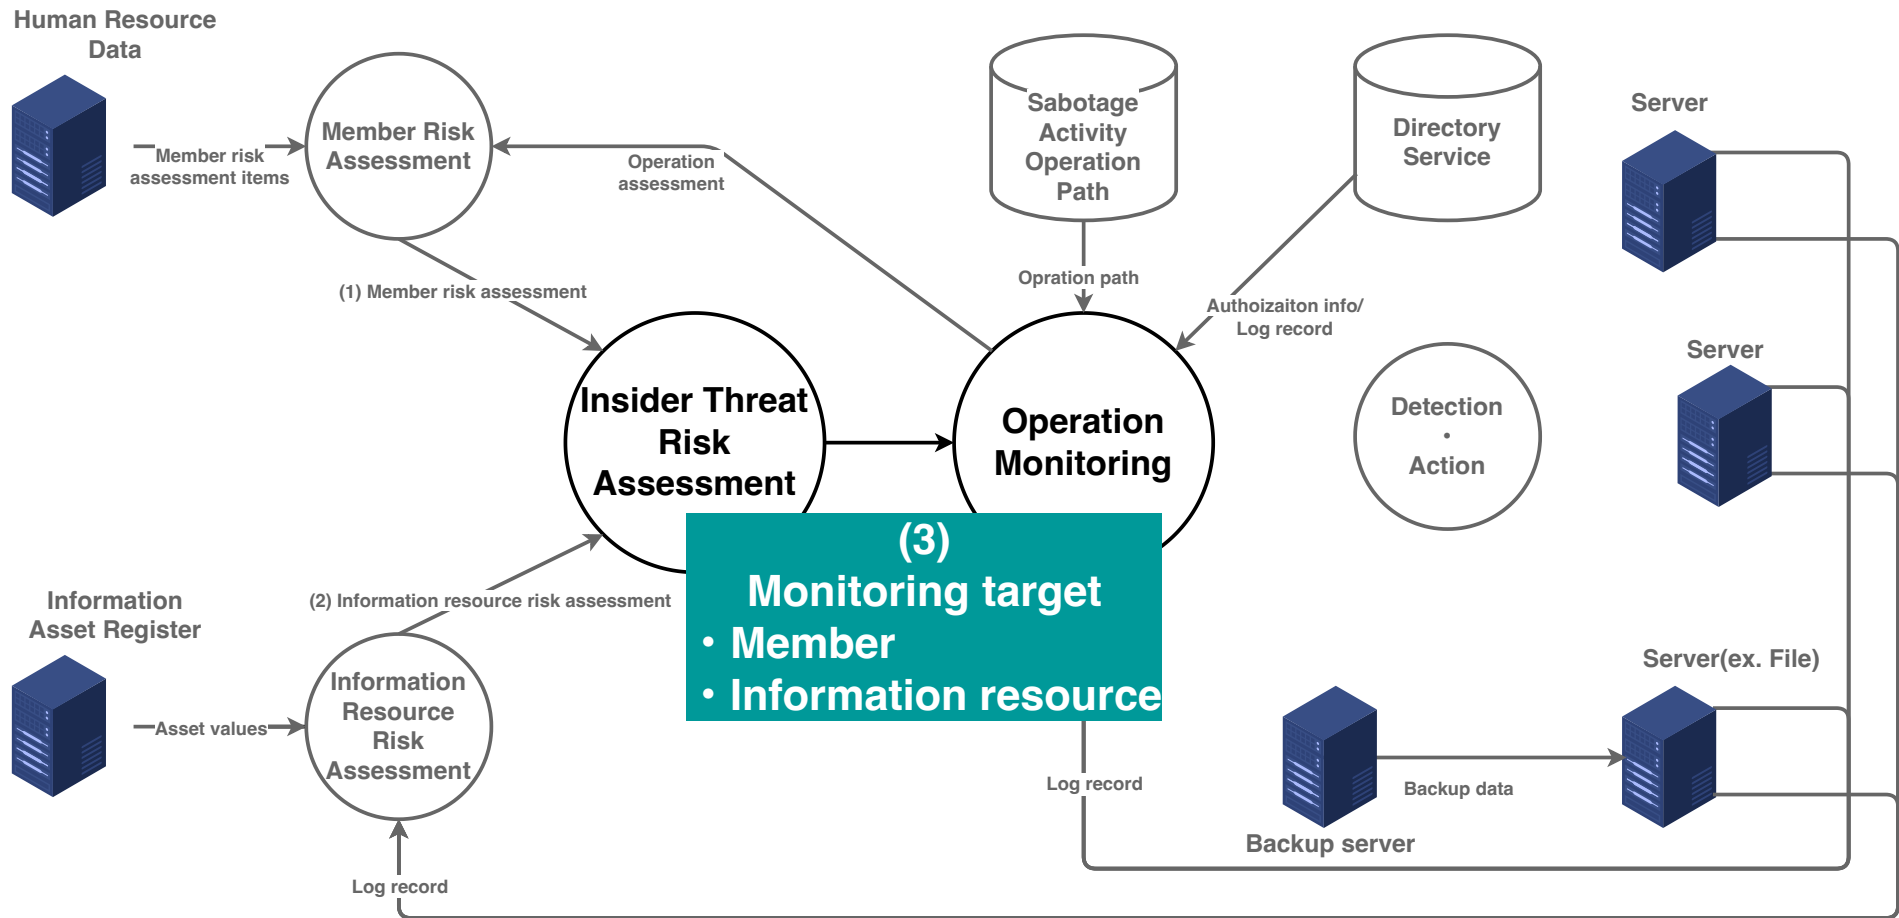 Human Resource
Data
Member risk
assessment items
Member Risk
Assessment
Operation
assessment
Sabotage
Activity
Operation
Path
Directory
Service
Server
(1) Member risk assessment
Opration path
Authoizaiton info/
Log record
Insider Threat
Risk
Assessment
Operation
Monitoring
Detection
・
Action
Server
(3)
Monitoring target
・Member
・Information resource
(2) Information resource risk assessment
Information
Asset Register
Asset values
Information
Resource
Risk
Assessment
Log record
Log record
Backup server
Backup data
Server(ex. File)